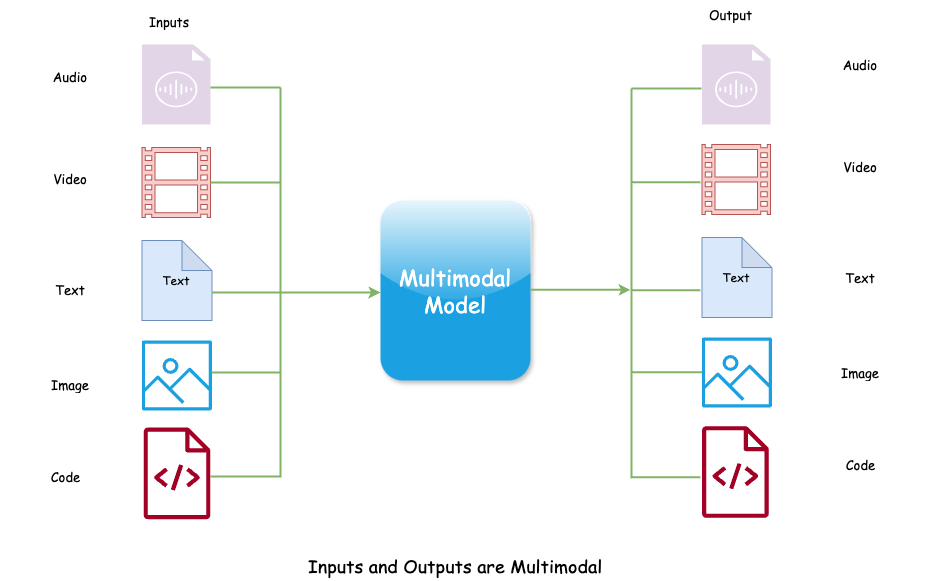 Inputs
Output
Audio
Audio
Video
Video
Text
Text
Text
Text
Multimodal
Model
Image
Image
Code
</>
</>
Code
Inputs and Outputs are Multimodal